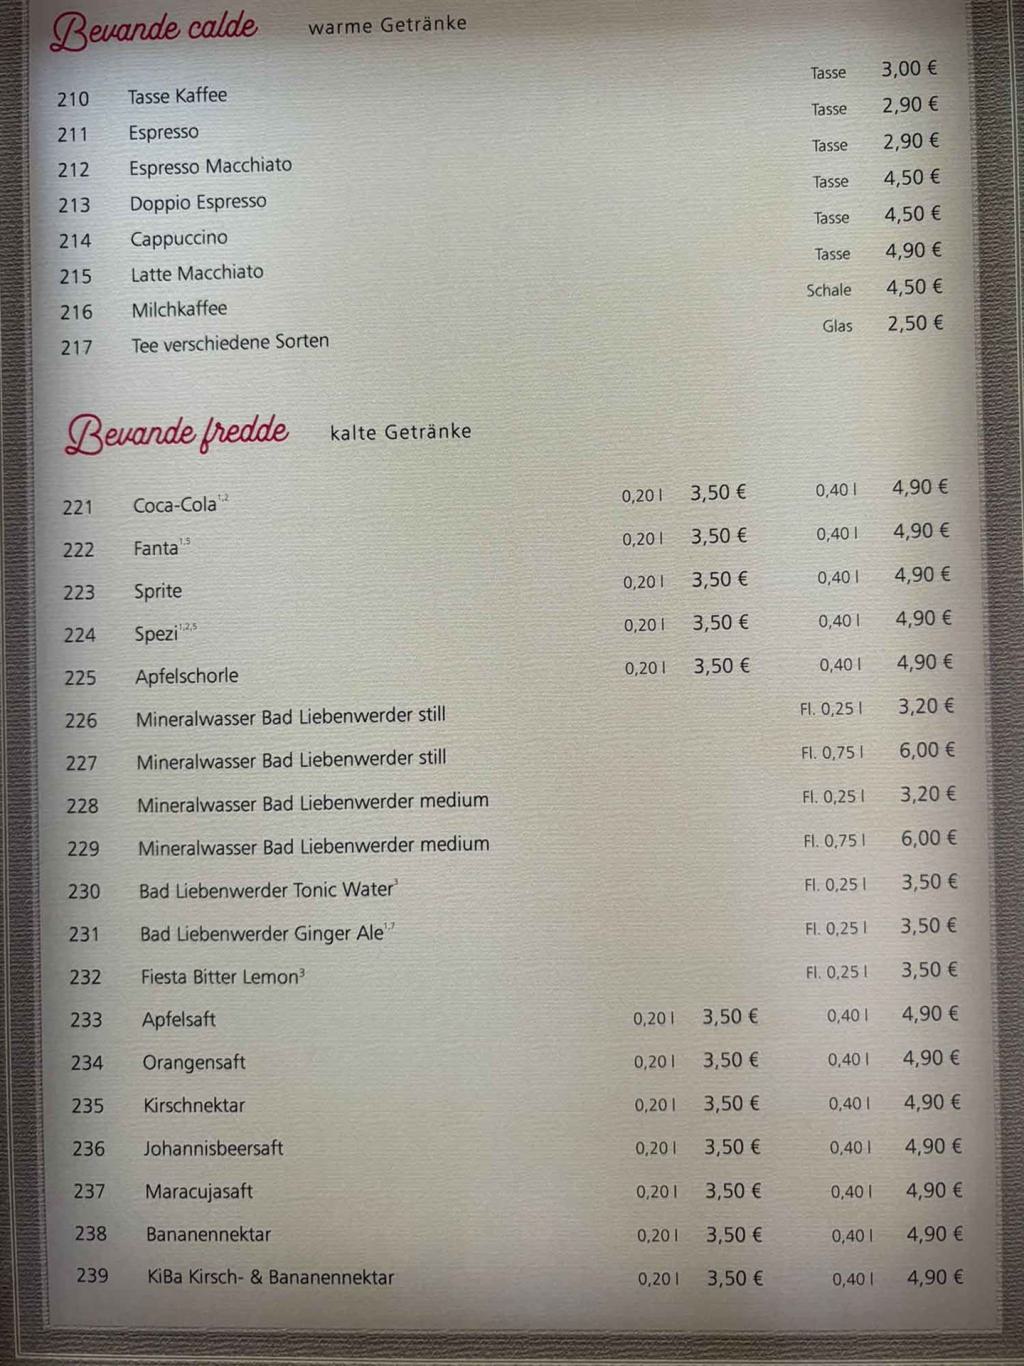 Bevande calde warme Getränke
210 Tasse Kaffee Tasse 3,00 €
211 Espresso Tasse 2,90 €
212 Espresso Macchiato Tasse 2,90 €
213 Doppio Espresso Tasse 4,50 €
214 Cappuccino Tasse 4,50 €
215 Latte Macchiato Tasse 4,90 €
216 Milchkaffee Schale 4,50 €
217 Tee verschiedene Sorten Glas 2,50 €
Bevande fredde kalte Getränke
221 Coca-Cola1,2 0,20 l 3,50 € 0,40 l 4,90 €
222 Fanta1,5 0,20 l 3,50 € 0,40 l 4,90 €
223 Sprite 0,20 l 3,50 € 0,40 l 4,90 €
224 Spezi1,2,5 0,20 l 3,50 € 0,40 l 4,90 €
225 Apfelschorle 0,20 l 3,50 € 0,40 l 4,90 €
226 Mineralwasser Bad Liebenwerder still Fl. 0,25 l 3,20 €
227 Mineralwasser Bad Liebenwerder still Fl. 0,75 l 6,00 €
228 Mineralwasser Bad Liebenwerder medium Fl. 0,25 l 3,20 €
229 Mineralwasser Bad Liebenwerder medium Fl. 0,75 l 6,00 €
230 Bad Liebenwerder Tonic Water3 Fl. 0,25 l 3,50 €
231 Bad Liebenwerder Ginger Ale1,7 Fl. 0,25 l 3,50 €
232 Fiesta Bitter Lemon3 Fl. 0,25 l 3,50 €
233 Apfelsaft 0,20 l 3,50 € 0,40 l 4,90 €
234 Orangensaft 0,20 l 3,50 € 0,40 l 4,90 €
235 Kirschnektar 0,20 l 3,50 € 0,40 l 4,90 €
236 Johannisbeersaft 0,20 l 3,50 € 0,40 l 4,90 €
237 Maracujasaft 0,20 l 3,50 € 0,40 l 4,90 €
238 Bananennektar 0,20 l 3,50 € 0,40 l 4,90 €
239 KiBa Kirsch- & Bananennektar 0,20 l 3,50 € 0,40 l 4,90 €